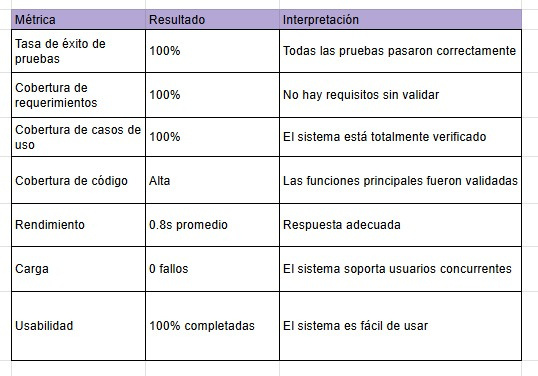 Métrica Resultado Interpretación
Tasa de éxito de
pruebas 100% Todas las pruebas pasaron correctamente
Cobertura de
requerimientos 100% No hay requisitos sin validar
Cobertura de casos de
uso 100% El sistema está totalmente verificado
Cobertura de código Alta Las funciones principales fueron validadas
Rendimiento 0.8s promedio Respuesta adecuada
Carga 0 fallos El sistema soporta usuarios concurrentes
Usabilidad 100% completadas El sistema es fácil de usar